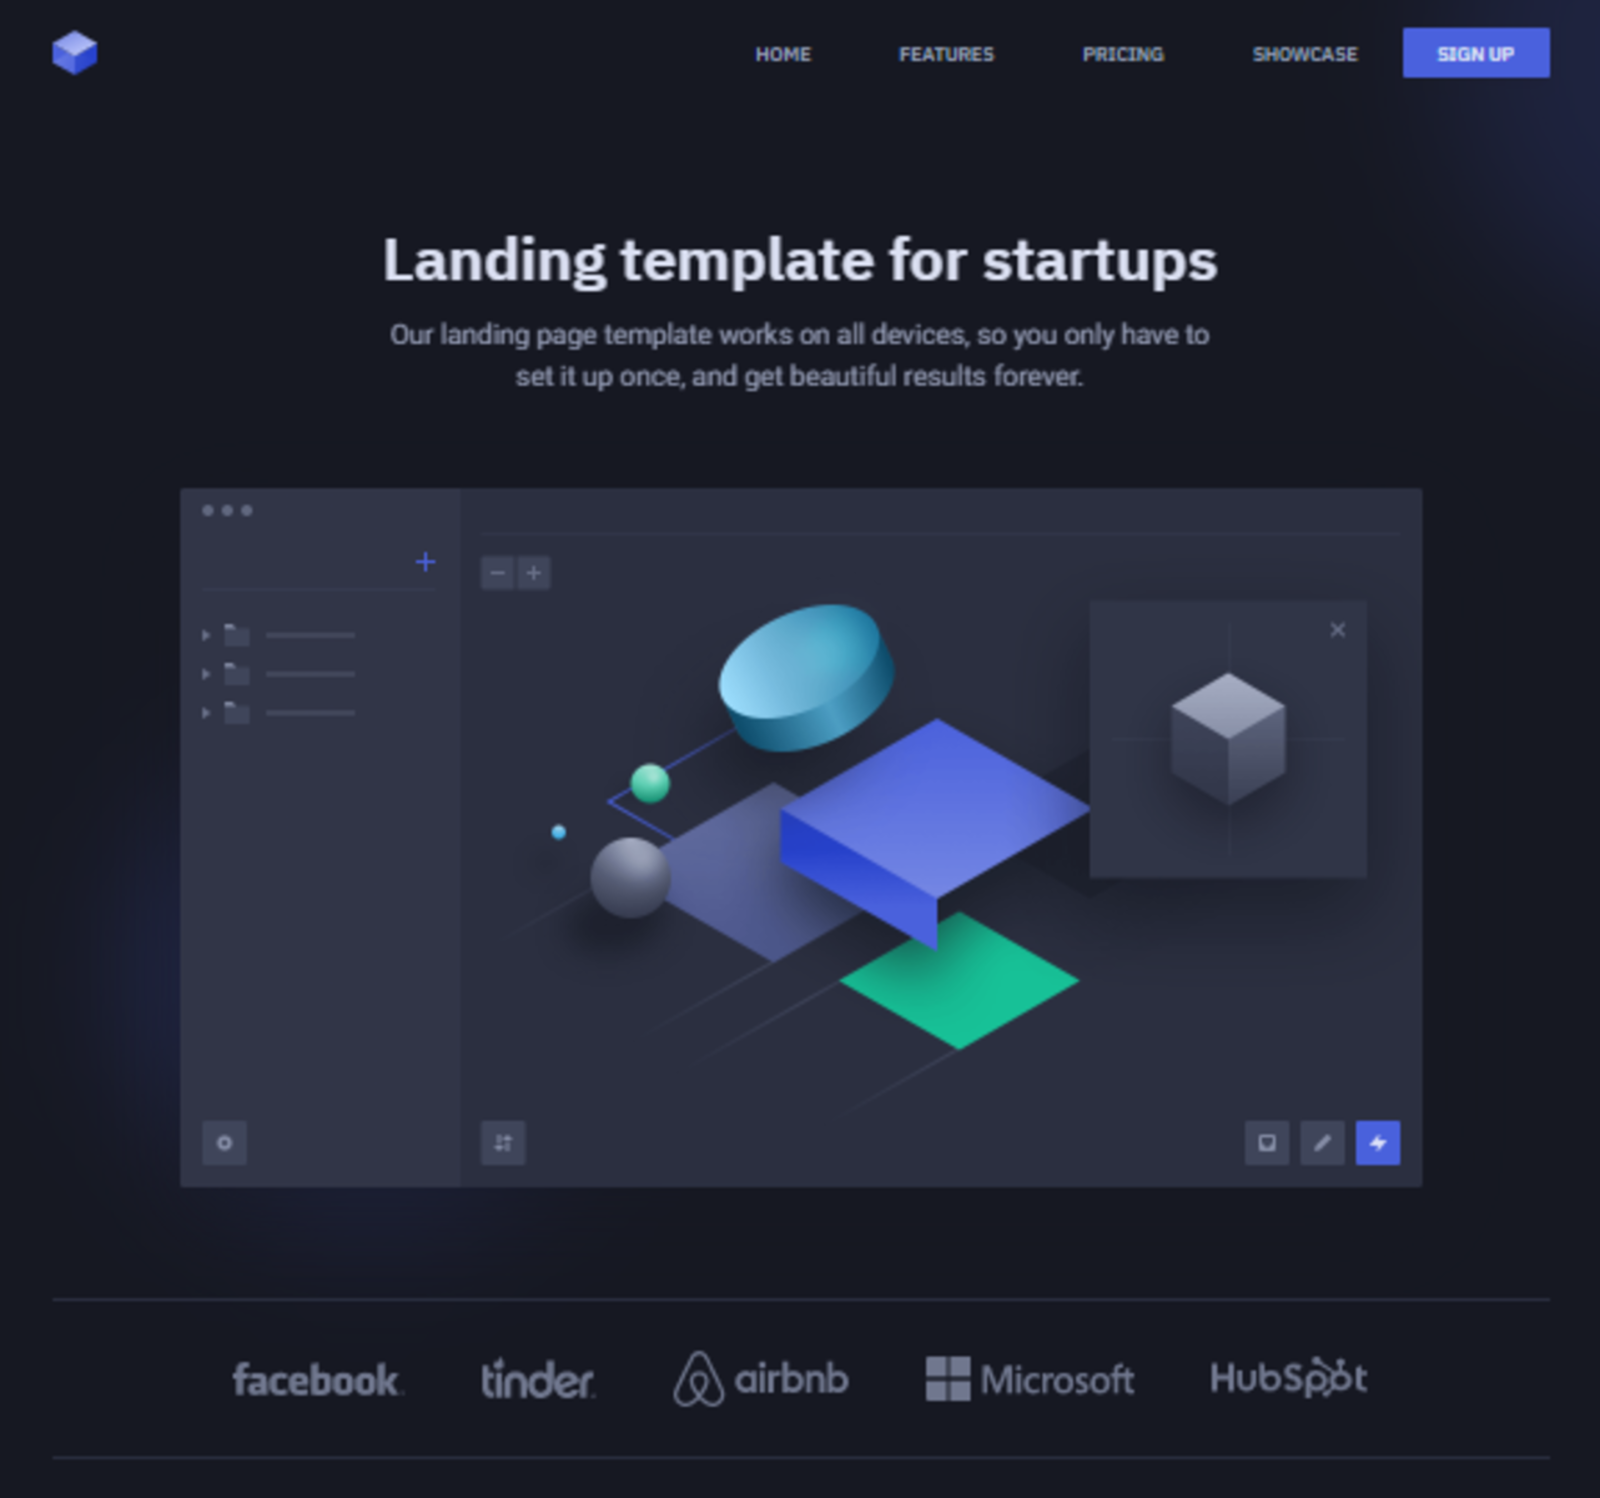 HOME FEATURES PRICING SHOWCASE SIGN UP
Landing template for startups
Our landing page template works on all devices, so you only have to
set it up once, and get beautiful results forever.
facebook. tinder. airbnb Microsoft HubSpot